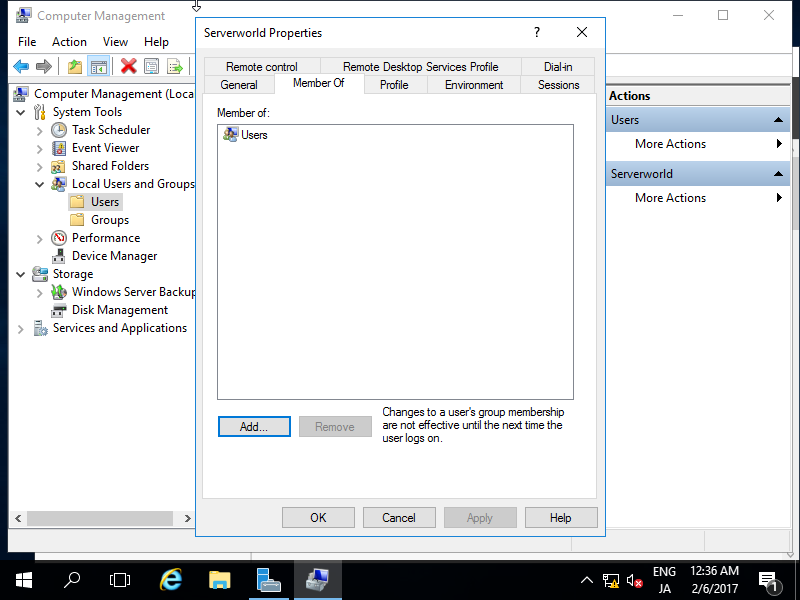 Computer Management
File Action View Help
Computer Management (Loca
System Tools
Task Scheduler
Event Viewer
Shared Folders
Local Users and Groups
Users
Groups
Performance
Device Manager
Storage
Windows Server Backup
Disk Management
Services and Applications
Serverworld Properties
?
Remote control Remote Desktop Services Profile Dial-in
General Member Of Profile Environment Sessions
Member of:
Users
Add... Remove
Changes to a user's group membership
are not effective until the next time the
user logs on.
OK Cancel Apply Help
Actions
Users
More Actions
Serverworld
More Actions
ENG
JA
12:36 AM
2/6/2017
1